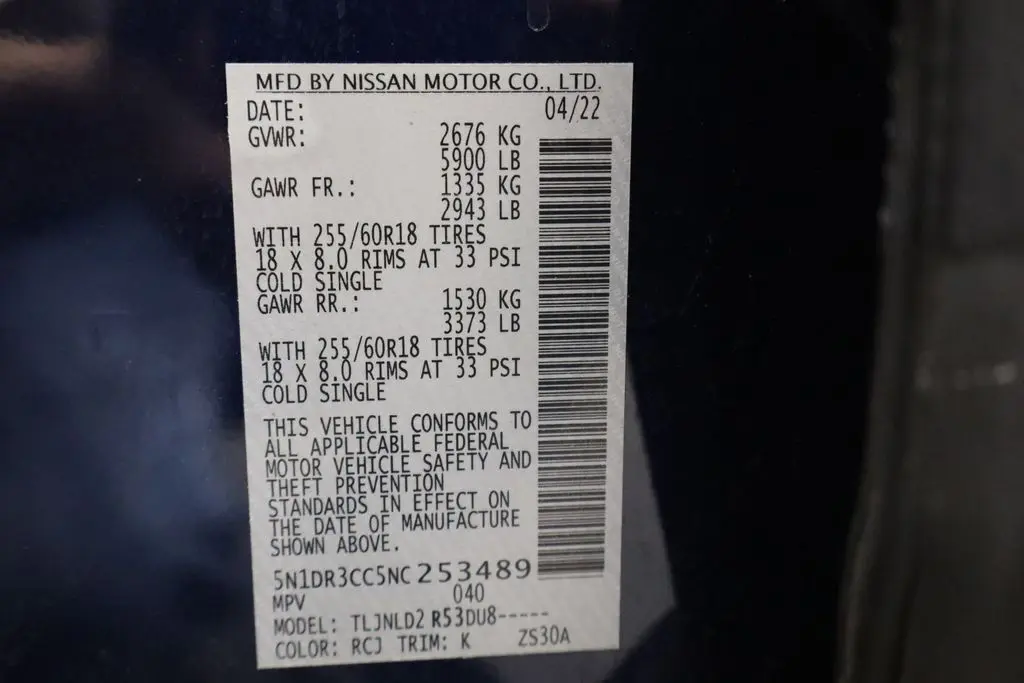 MFD BY NISSAN MOTOR CO., LTD.
DATE: 04/22
GVWR: 2676 KG
5900 LB
GAWR FR.: 1335 KG
2943 LB
WITH 255/60R18 TIRES
18 X 8.0 RIMS AT 33 PSI
COLD SINGLE
GAWR RR.: 1530 KG
3373 LB
WITH 255/60R18 TIRES
18 X 8.0 RIMS AT 33 PSI
COLD SINGLE
THIS VEHICLE CONFORMS TO
ALL APPLICABLE FEDERAL
MOTOR VEHICLE SAFETY AND
THEFT PREVENTION
STANDARDS IN EFFECT ON
THE DATE OF MANUFACTURE
SHOWN ABOVE.
5N1DR3CC5NC253489
MPV 040
MODEL: TLJNLD2 R53DU8-----
COLOR: RCJ TRIM: K ZS30A